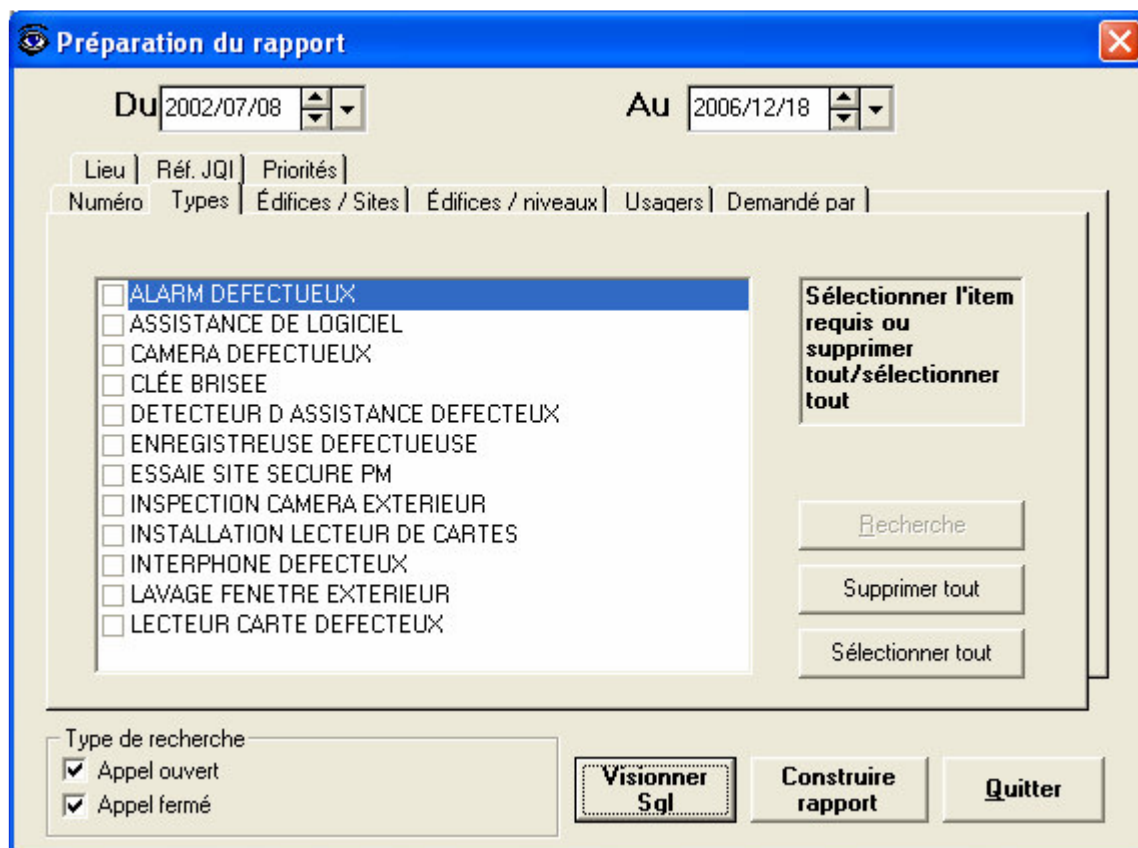 Préparation du rapport
Du 2002/07/08 Au 2006/12/18
Lieu Réf. JQI Priorités
Numéro Types Édifices / Sites Édifices / niveaux Usagers Demandé par
ALARM DEFECTUEUX
ASSISTANCE DE LOGICIEL
CAMERA DEFECTUEUX
CLÉE BRISEE
DETECTEUR D ASSISTANCE DEFECTEUX
ENREGISTREUSE DEFECTUEUSE
ESSAIE SITE SECURE PM
INSPECTION CAMERA EXTERIEUR
INSTALLATION LECTEUR DE CARTES
INTERPHONE DEFECTEUX
LAVAGE FENETRE EXTERIEUR
LECTEUR CARTE DEFECTEUX
Sélectionner l'item
requis ou
supprimer
tout/sélectionner
tout
Recherche
Supprimer tout
Sélectionner tout
Type de recherche
Appel ouvert
Appel fermé
Visionner
Sql
Construire
rapport
Quitter